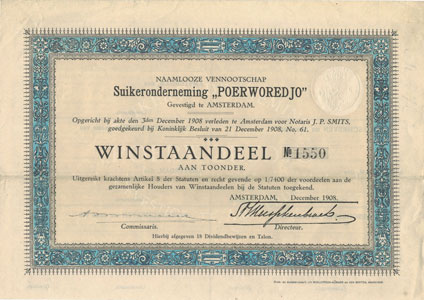 NAAMLOOZE VENNOOTSCHAP
Suikeronderneming „POERWOREDJO"
Gevestigd te AMSTERDAM.
Opgericht bij akte den 3den December 1908 verleden te Amsterdam voor Notaris J. P. SMITS,
goedgekeurd bij Koninklijk Besluit van 21 December 1908, No. 61.
WINSTAANDEEL № 1550
AAN TOONDER.
Uitgereikt krachtens Artikel 8 der Statuten en recht gevende op 1/7400 der voordeelen aan de
gezamenlijke Houders van Winstaandeelen bij de Statuten toegekend.
AMSTERDAM, December 1908.
Commissaris. Directeur.
Hierbij afgegeven 18 Dividendbewijzen en Talon.